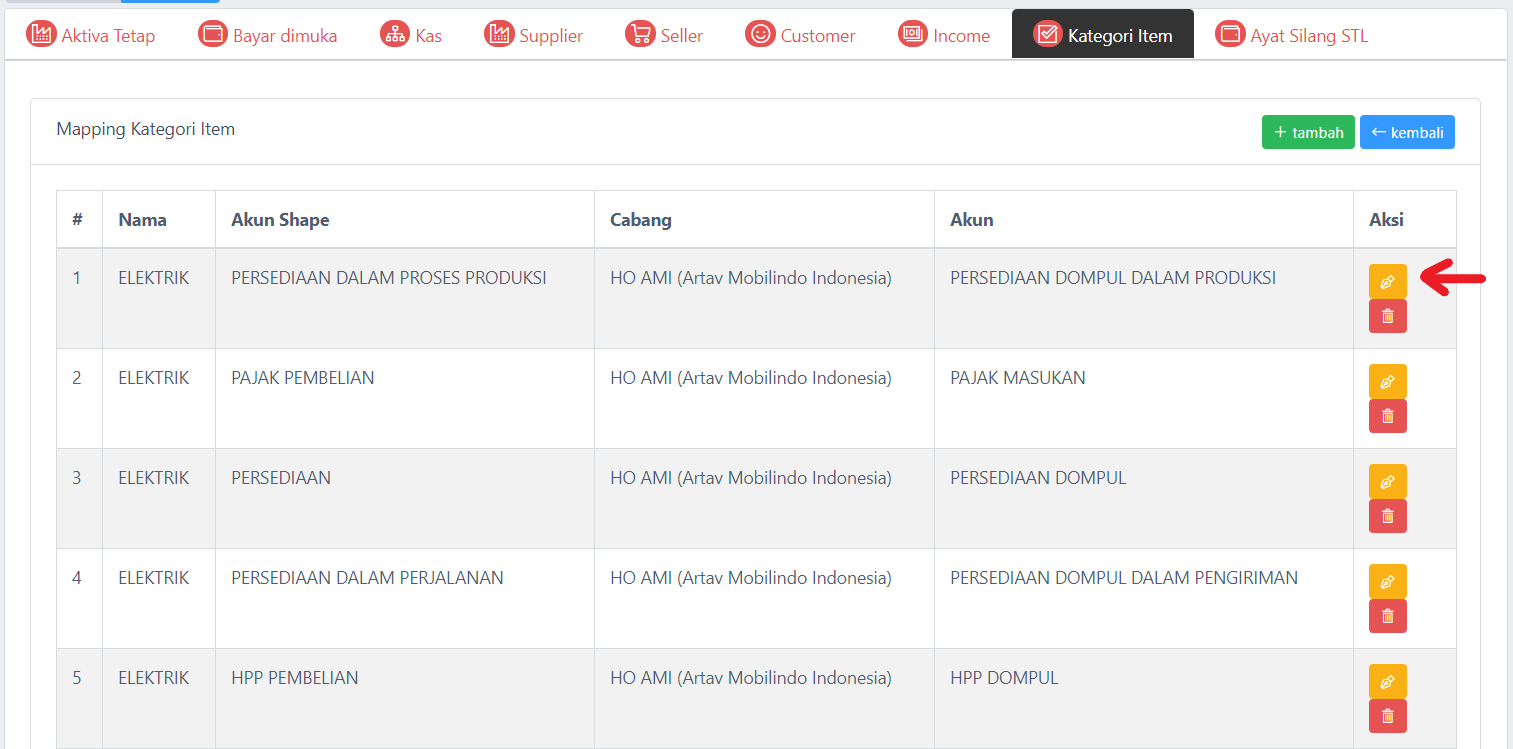 Aktiva Tetap Bayar dimuka Kas Supplier Seller Customer Income Kategori Item Ayat Silang STL
Mapping Kategori Item + tambah ← kembali
# Nama Akun Shape Cabang Akun Aksi
1 ELEKTRIK PERSEDIAAN DALAM PROSES PRODUKSI HO AMI (Artav Mobilindo Indonesia) PERSEDIAAN DOMPUL DALAM PRODUKSI
2 ELEKTRIK PAJAK PEMBELIAN HO AMI (Artav Mobilindo Indonesia) PAJAK MASUKAN
3 ELEKTRIK PERSEDIAAN HO AMI (Artav Mobilindo Indonesia) PERSEDIAAN DOMPUL
4 ELEKTRIK PERSEDIAAN DALAM PERJALANAN HO AMI (Artav Mobilindo Indonesia) PERSEDIAAN DOMPUL DALAM PENGIRIMAN
5 ELEKTRIK HPP PEMBELIAN HO AMI (Artav Mobilindo Indonesia) HPP DOMPUL